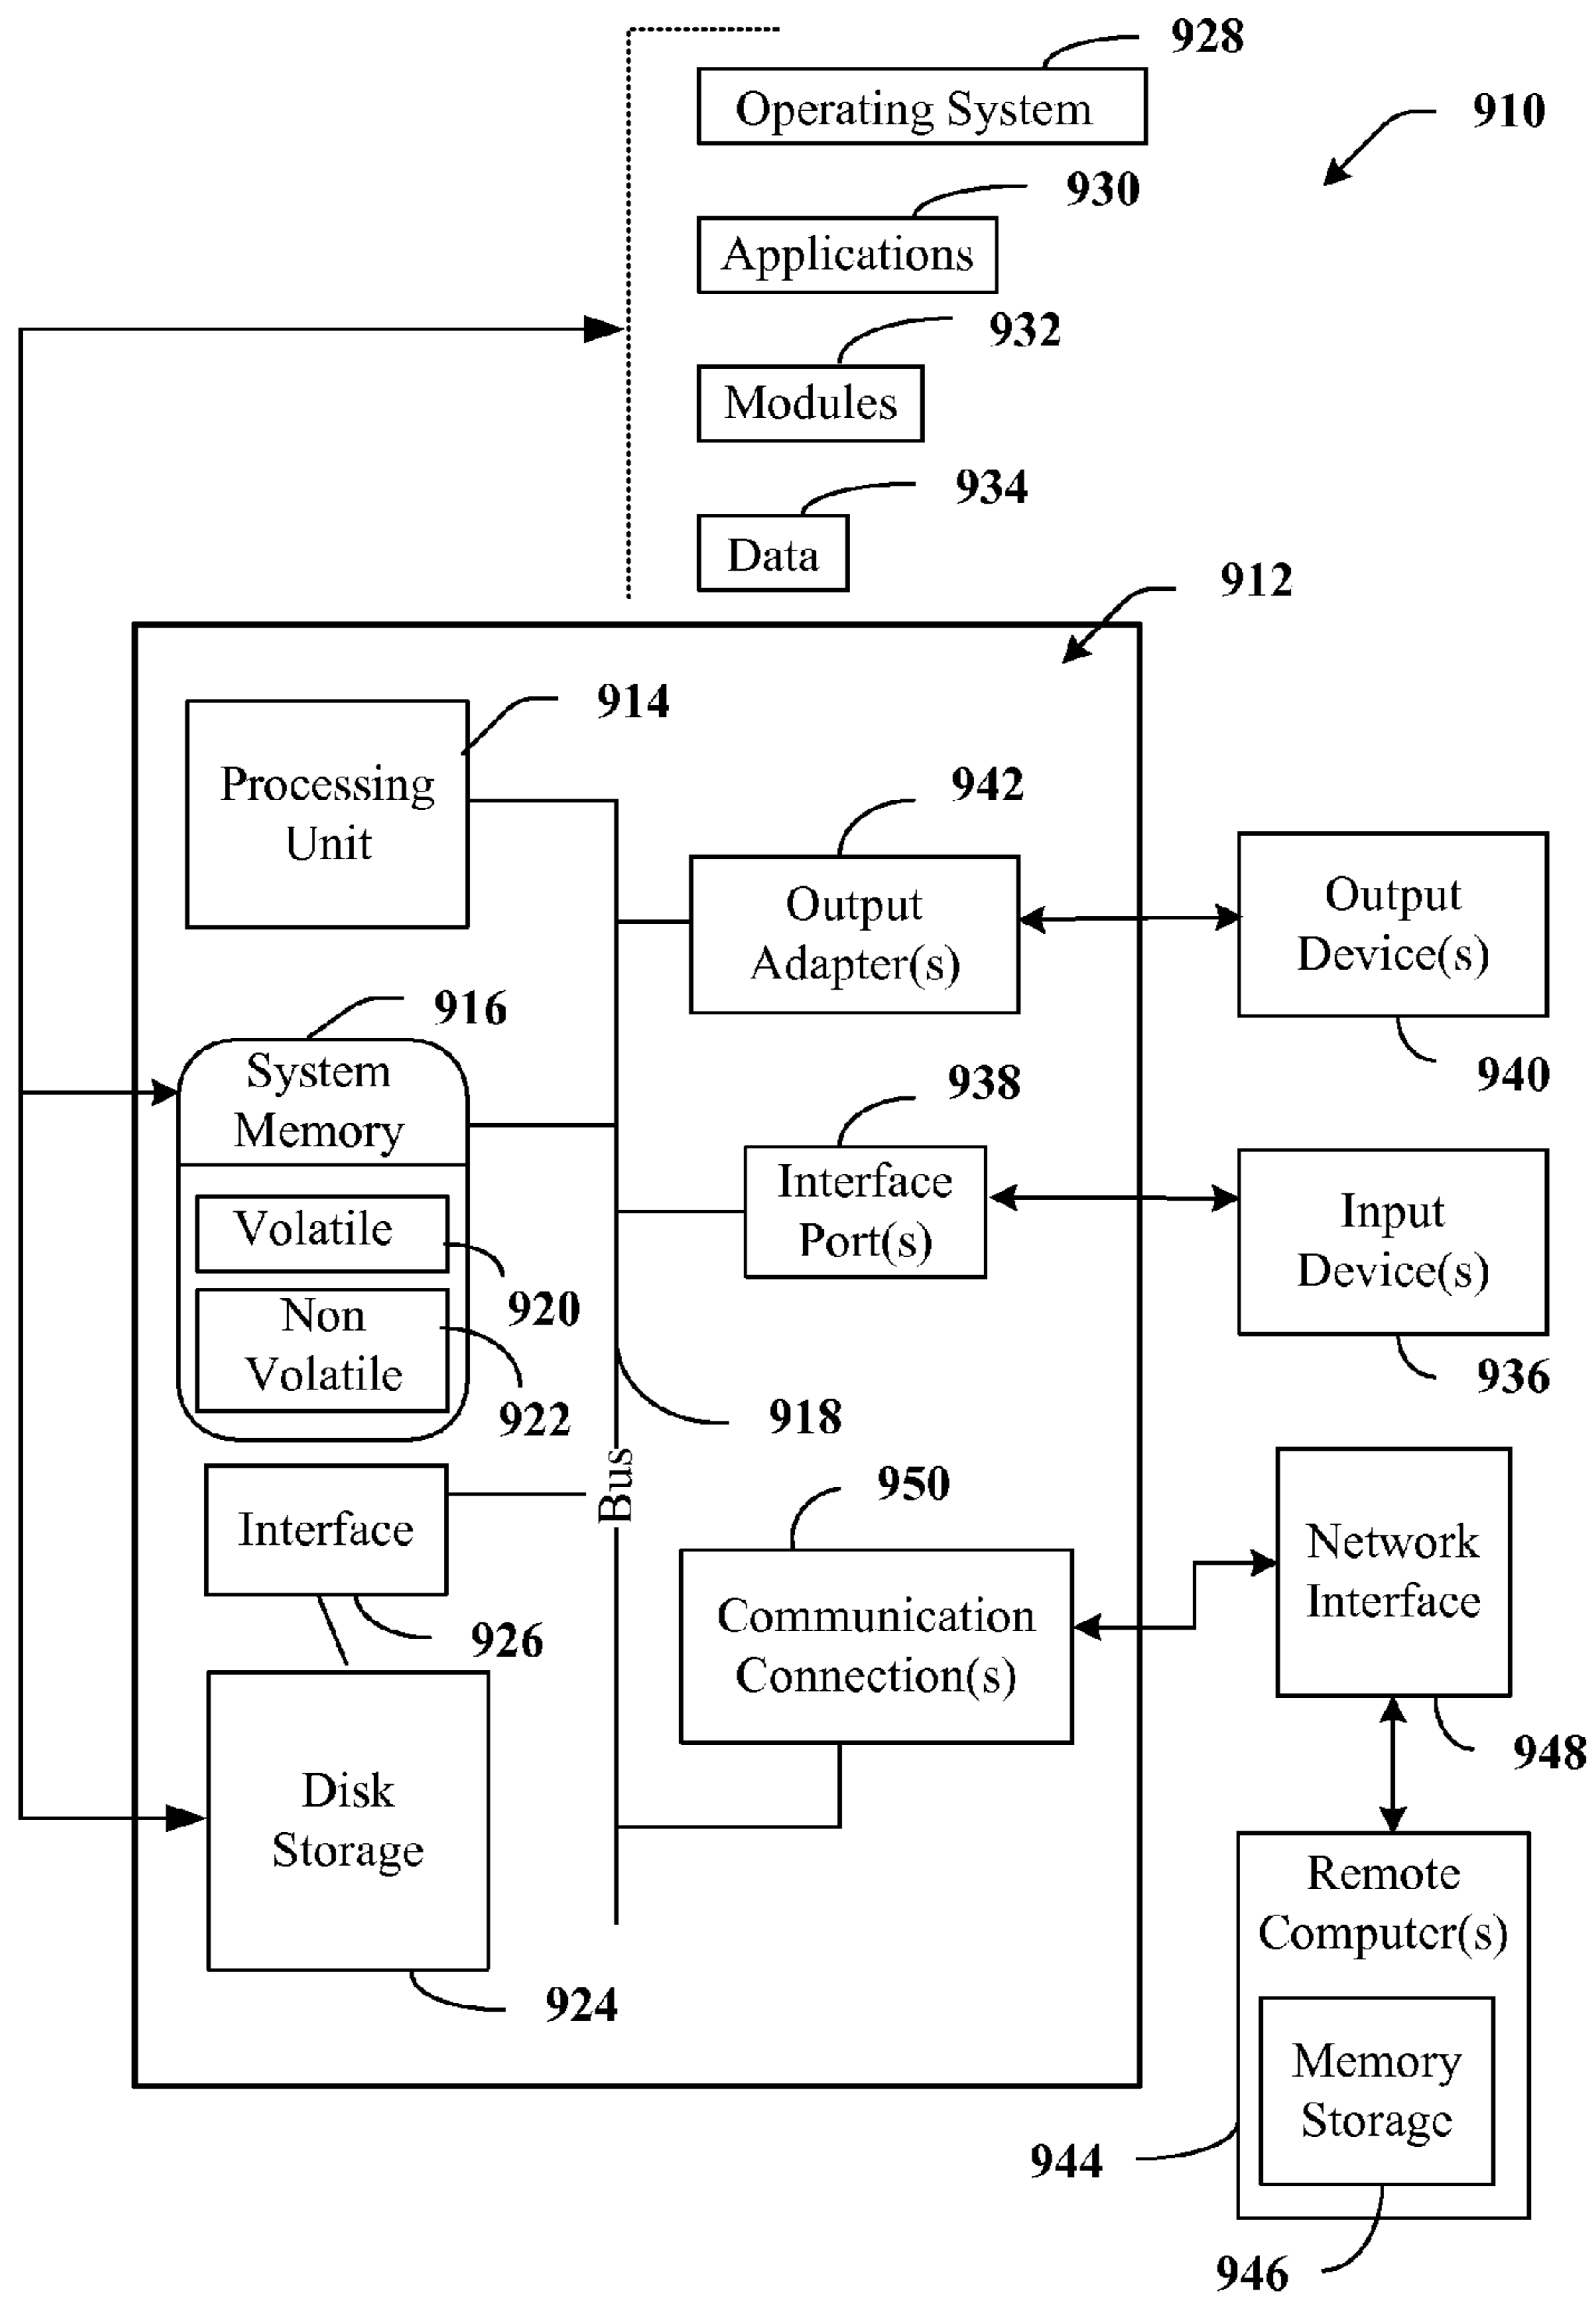 928
Operating System
910
930
Applications
932
Modules
934
Data
912
914
Processing
Unit
942
Output
Adapter(s)
Output
Device(s)
940
916
System
Memory
938
Interface
Port(s)
Input
Device(s)
936
Volatile
920
Non
Volatile
922
918
Bus
950
Interface
926
Communication
Connection(s)
Network
Interface
948
Disk
Storage
924
Remote
Computer(s)
Memory
Storage
944
946